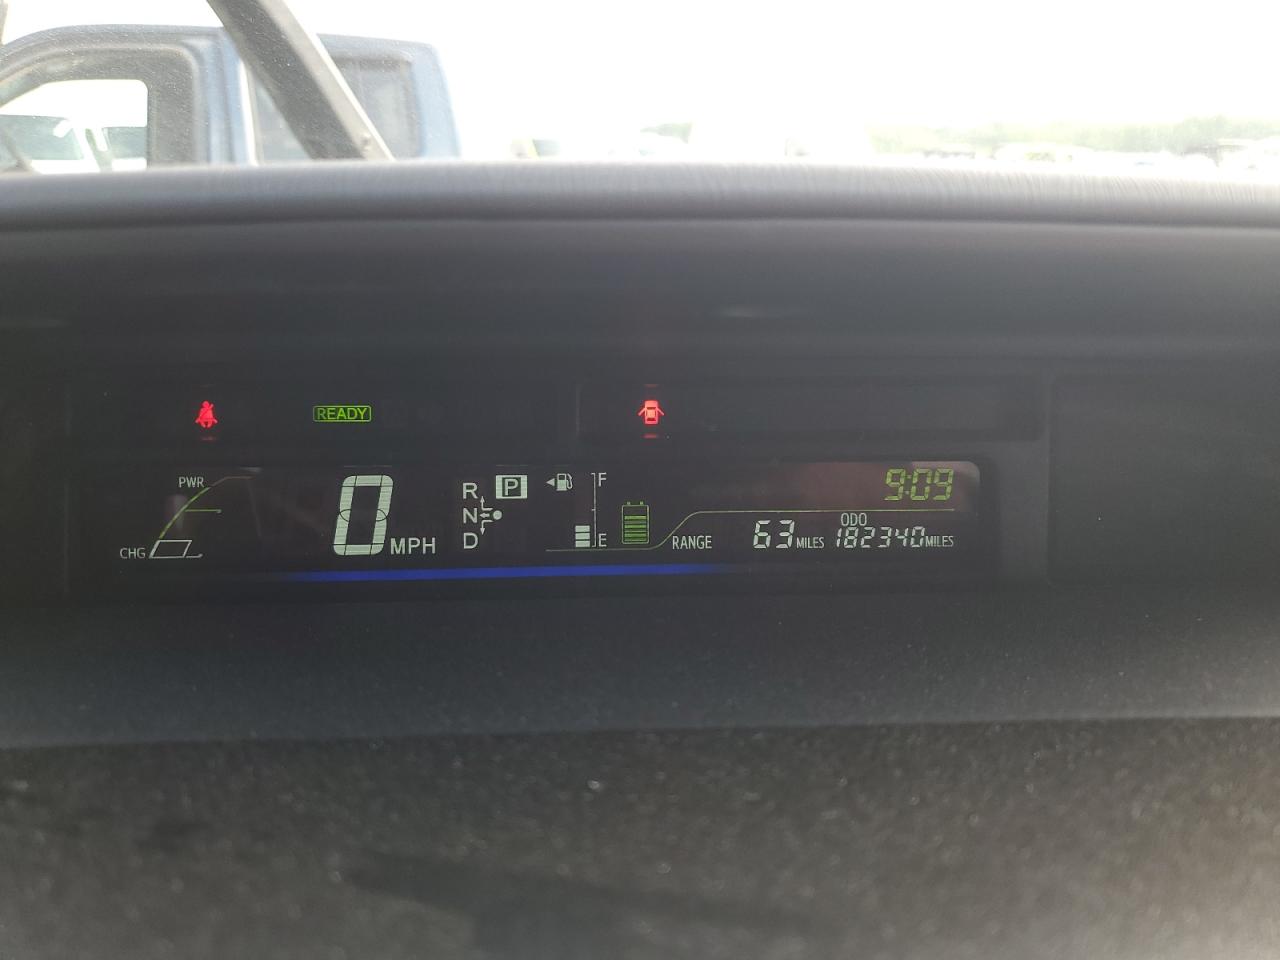 READY
PWR
CHG
0 MPH
R P
N
D
F
E
9:09
RANGE 63 MILES
ODO
182340 MILES